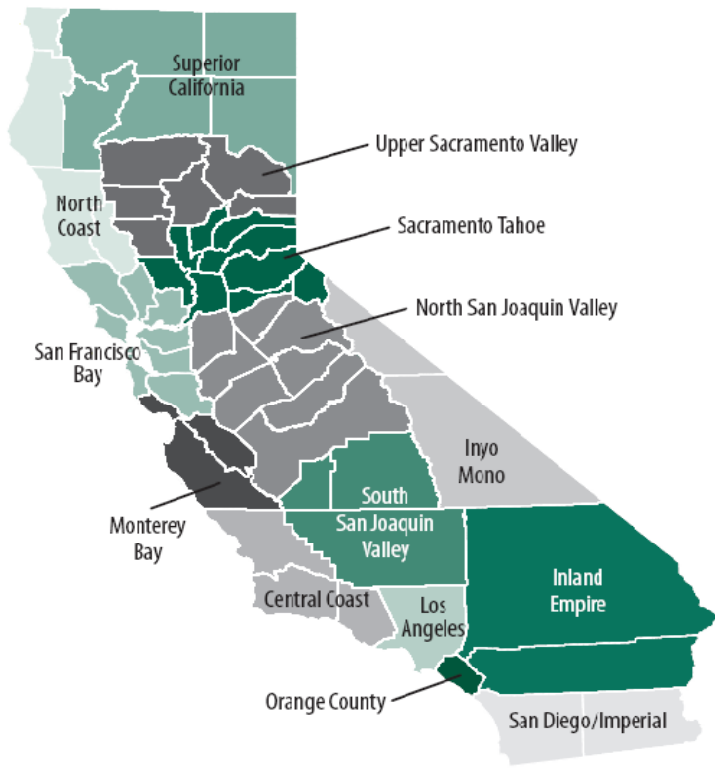 Superior
California
Upper Sacramento Valley
North
Coast
Sacramento Tahoe
North San Joaquin Valley
San Francisco
Bay
Inyo
Mono
South
San Joaquin
Valley
Monterey
Bay
Inland
Empire
Central Coast
Los
Angeles
Orange County
San Diego/Imperial